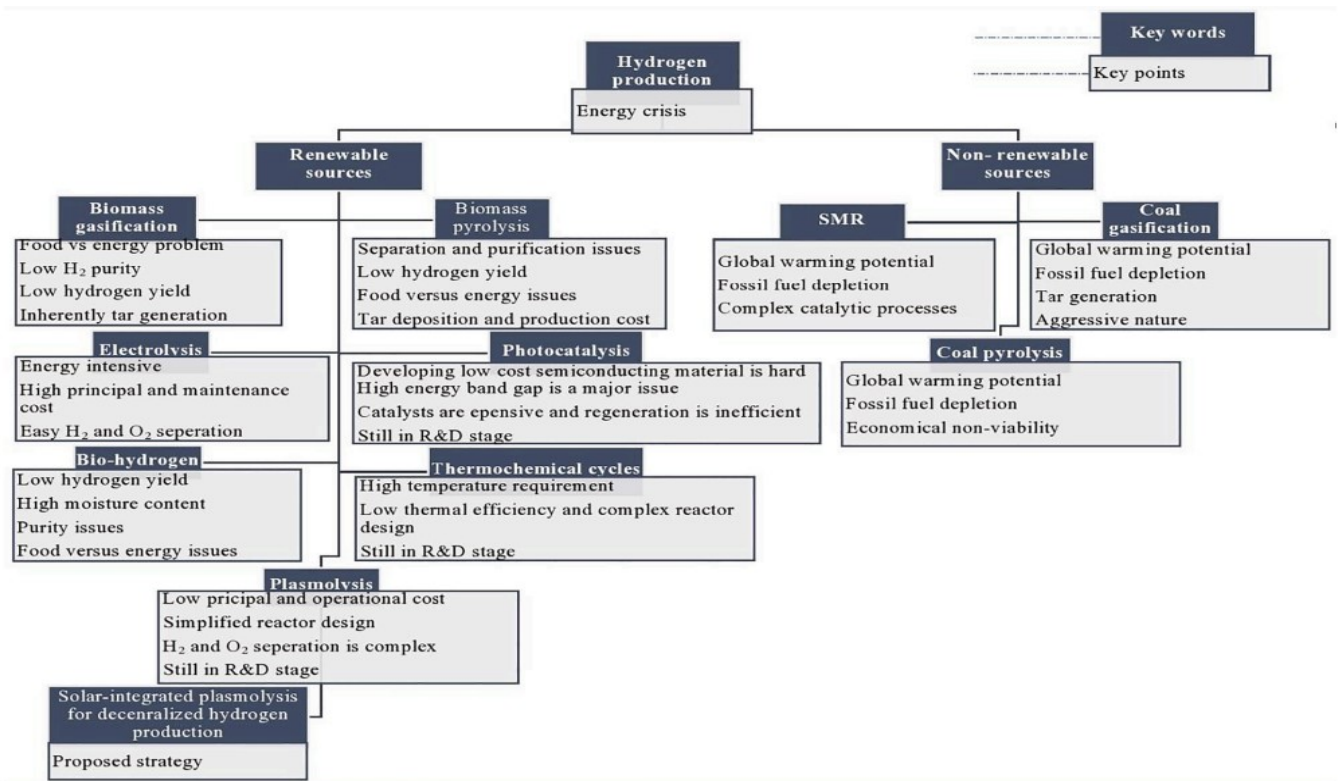 Key words
Key points
Hydrogen
production
Energy crisis
Renewable
sources
Non- renewable
sources
Biomass
gasification
Food vs energy problem
Low H₂ purity
Low hydrogen yield
Inherently tar generation
Biomass
pyrolysis
Separation and purification issues
Low hydrogen yield
Food versus energy issues
Tar deposition and production cost
SMR
Global warming potential
Fossil fuel depletion
Complex catalytic processes
Coal
gasification
Global warming potential
Fossil fuel depletion
Tar generation
Aggressive nature
Electrolysis
Energy intensive
High principal and maintenance
cost
Easy H₂ and O₂ seperation
Photocatalysis
Developing low cost semiconducting material is hard
High energy band gap is a major issue
Catalysts are epensive and regeneration is inefficient
Still in R&D stage
Coal pyrolysis
Global warming potential
Fossil fuel depletion
Economical non-viability
Bio-hydrogen
Low hydrogen yield
High moisture content
Purity issues
Food versus energy issues
Thermochemical cycles
High temperature requirement
Low thermal efficiency and complex reactor
design
Still in R&D stage
Plasmolysis
Low pricipal and operational cost
Simplified reactor design
H₂ and O₂ seperation is complex
Still in R&D stage
Solar-integrated plasmolysis
for decenralized hydrogen
production
Proposed strategy